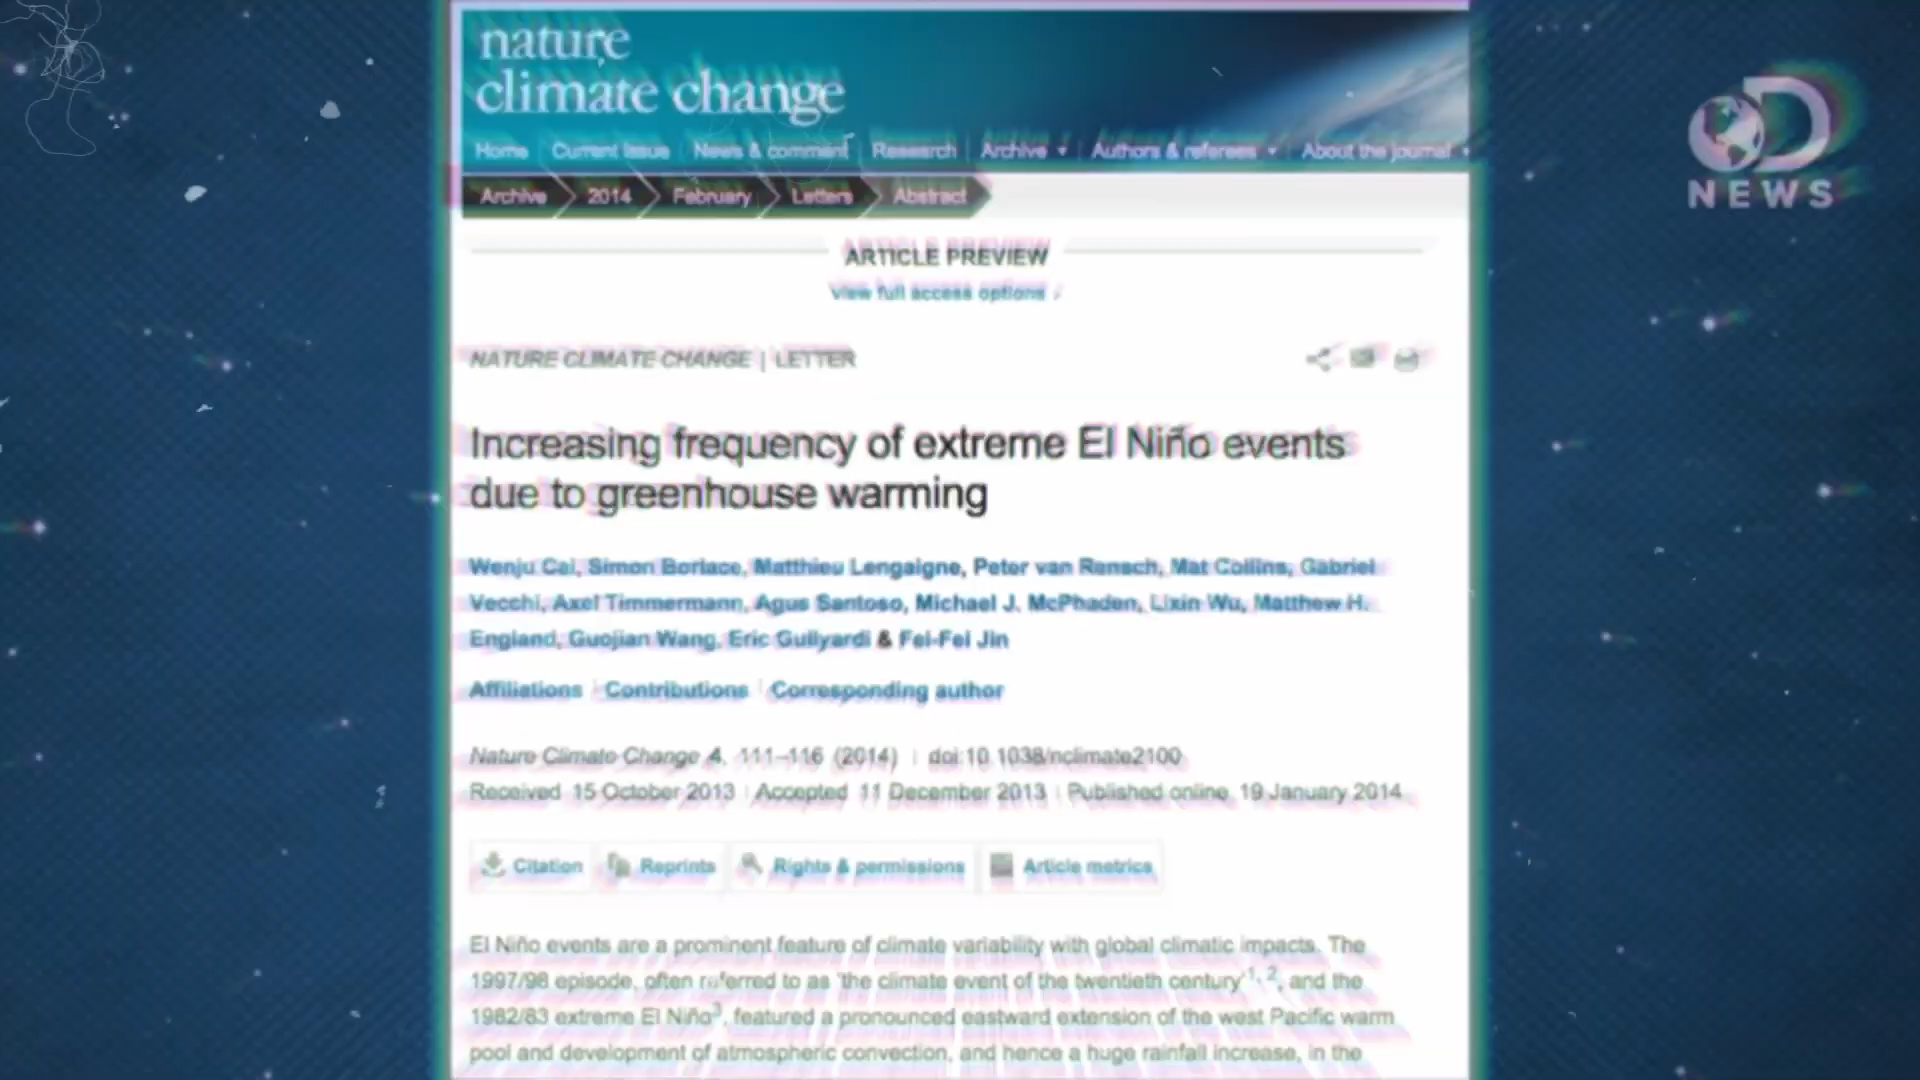 nature
climate change
Home Current Issue News & comment Research Archive Authors & referees About the journal
Archive 2014 February Letters Abstract
D NEWS
ARTICLE PREVIEW
view full access options
NATURE CLIMATE CHANGE | LETTER
Increasing frequency of extreme El Niño events
due to greenhouse warming
Wenju Cai, Simon Borlace, Matthieu Lengaigne, Peter van Rensch, Mat Collins, Gabriel
Vecchi, Axel Timmermann, Agus Santoso, Michael J. McPhaden, Lixin Wu, Matthew H.
England, Guojian Wang, Eric Guilyardi & Fei-Fei Jin
Affiliations | Contributions | Corresponding author
Nature Climate Change 4, 111–116 (2014) | doi:10.1038/nclimate2100
Received 15 October 2013 | Accepted 11 December 2013 | Published online 19 January 2014
Citation Reprints Rights & permissions Article metrics
El Niño events are a prominent feature of climate variability with global climatic impacts. The
1997/98 episode, often referred to as 'the climate event of the twentieth century'1, 2, and the
1982/83 extreme El Niño3, featured a pronounced eastward extension of the west Pacific warm
pool and development of atmospheric convection, and hence a huge rainfall increase, in the